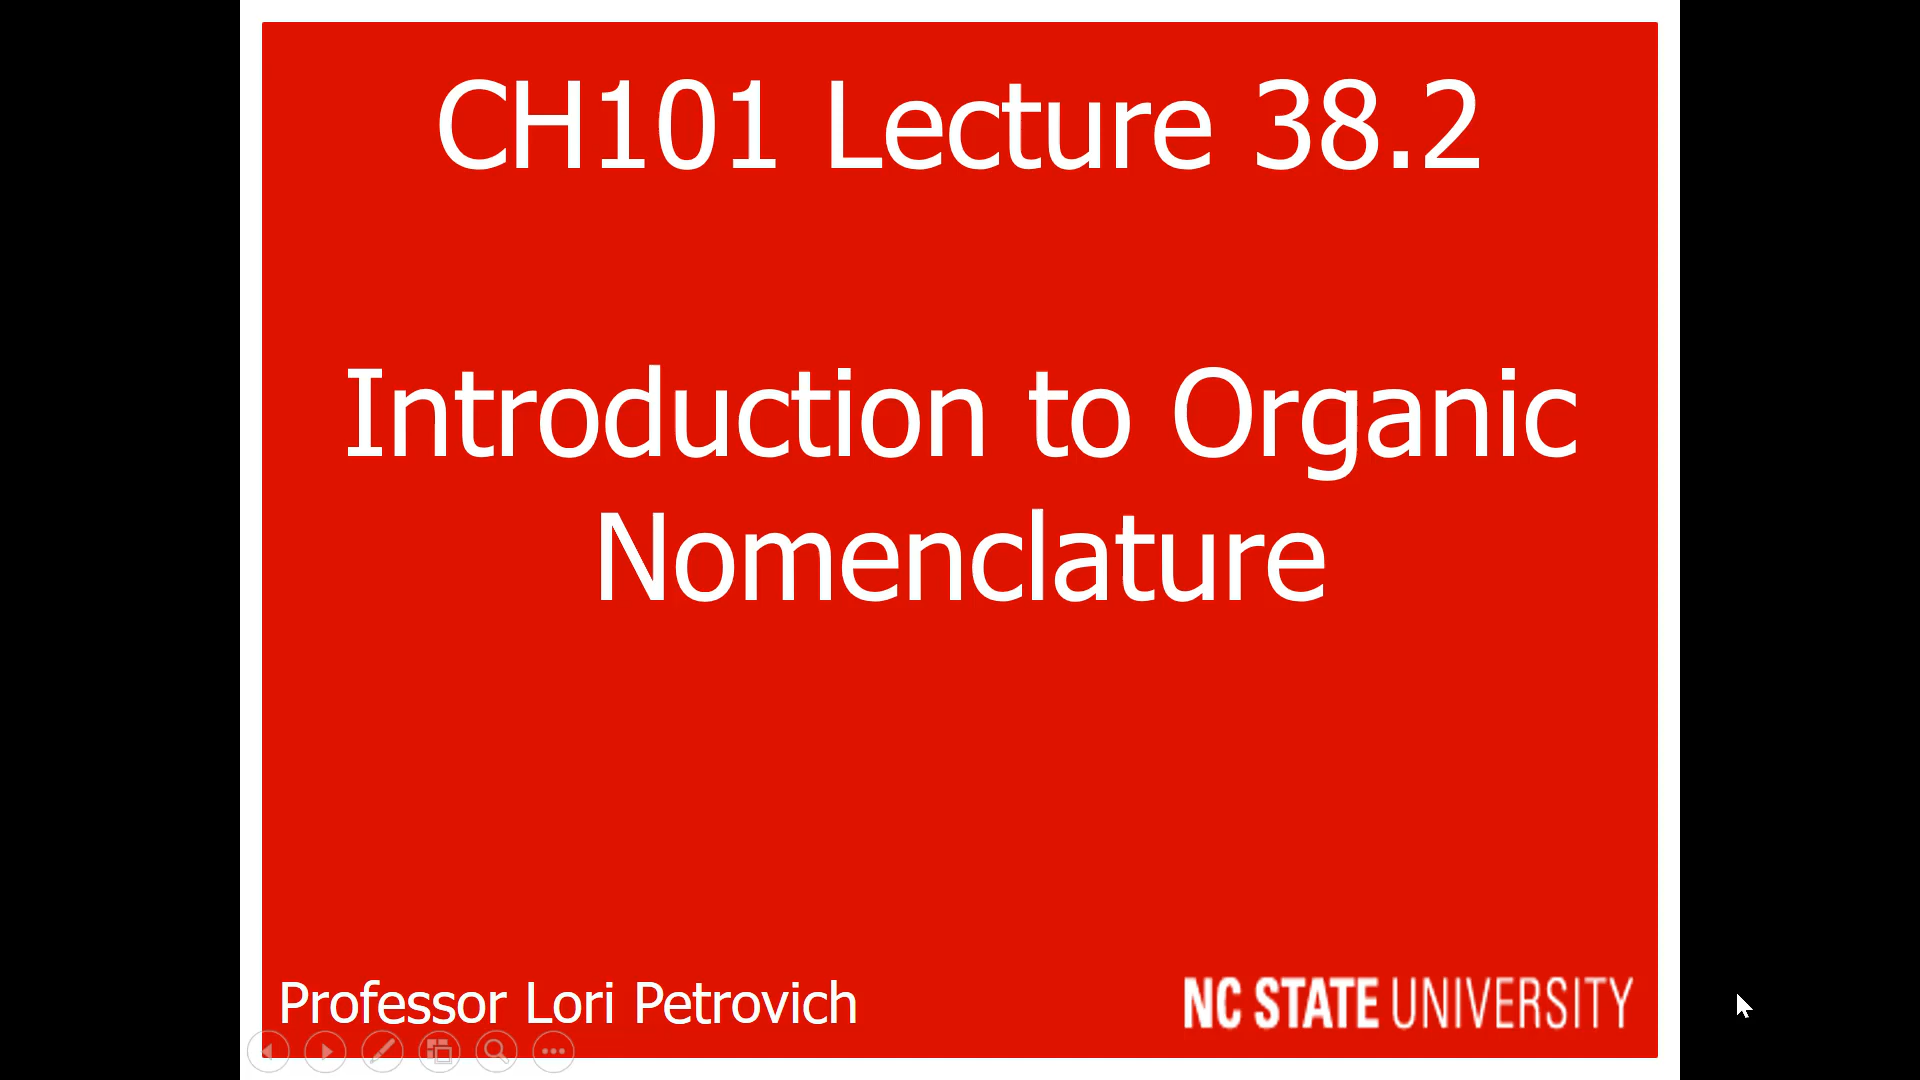 CH101 Lecture 38.2
Introduction to Organic
Nomenclature
Professor Lori Petrovich
NC STATE UNIVERSITY